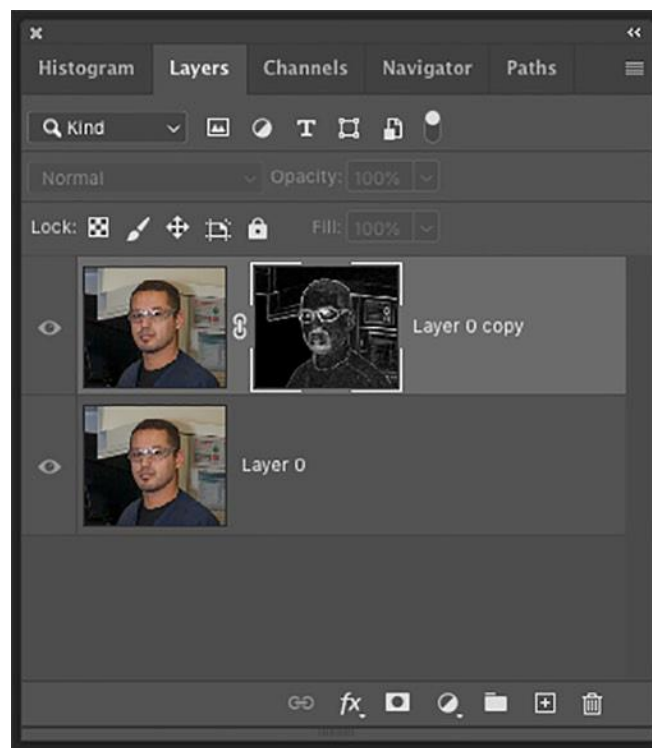 Histogram Layers Channels Navigator Paths
Kind
Normal Opacity: 100%
Lock: Fill: 100%
Layer 0 copy
Layer 0
fx